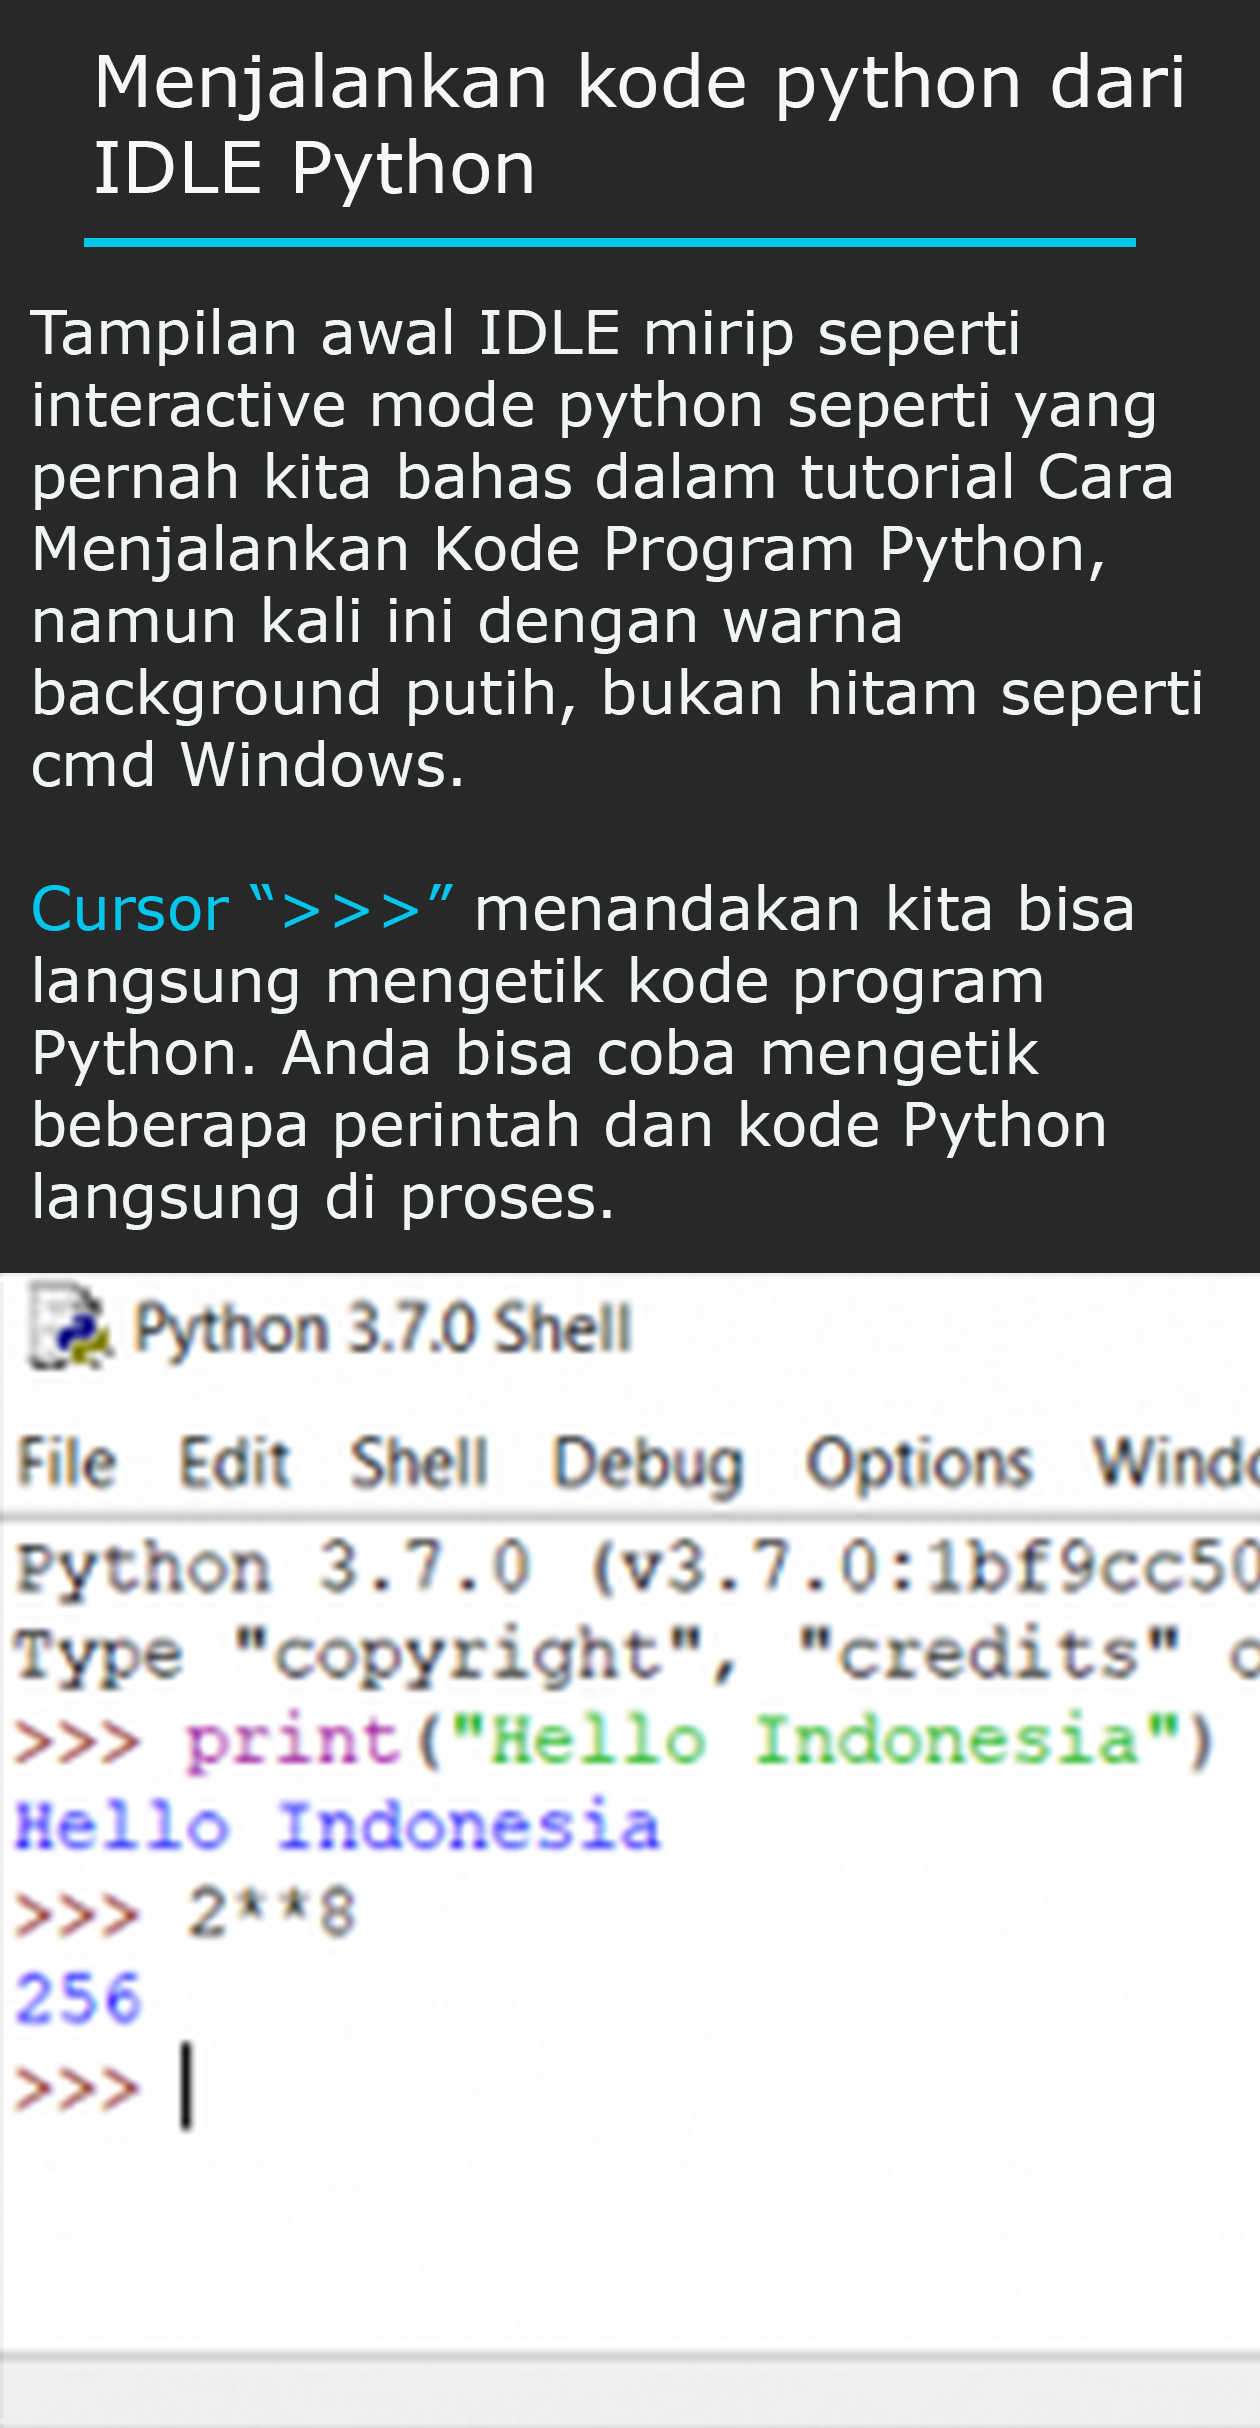 Menjalankan kode python dari
IDLE Python
Tampilan awal IDLE mirip seperti
interactive mode python seperti yang
pernah kita bahas dalam tutorial Cara
Menjalankan Kode Program Python,
namun kali ini dengan warna
background putih, bukan hitam seperti
cmd Windows.
Cursor “>>>” menandakan kita bisa
langsung mengetik kode program
Python. Anda bisa coba mengetik
beberapa perintah dan kode Python
langsung di proses.
Python 3.7.0 Shell
File Edit Shell Debug Options Windo
Python 3.7.0 (v3.7.0:1bf9cc50
Type "copyright", "credits" o
>>> print("Hello Indonesia")
Hello Indonesia
>>> 2**8
256
>>>